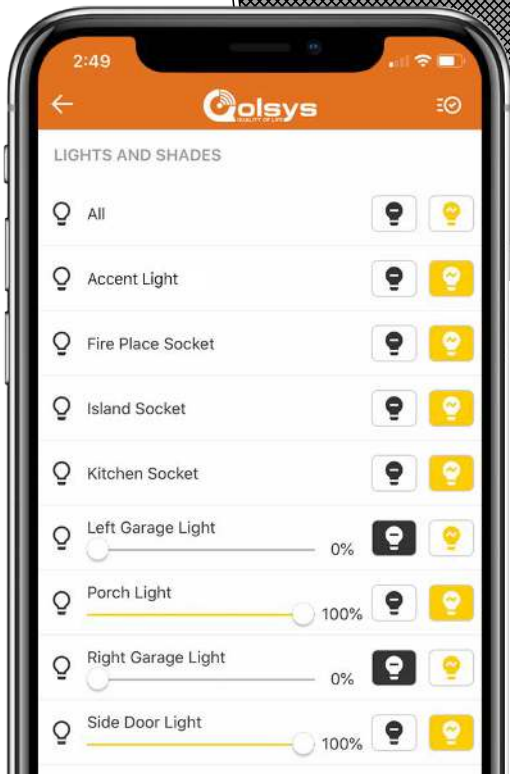 2:49
Qolsys
QUALITY OF LIFE
LIGHTS AND SHADES
All
Accent Light
Fire Place Socket
Island Socket
Kitchen Socket
Left Garage Light
0%
Porch Light
100%
Right Garage Light
0%
Side Door Light
100%